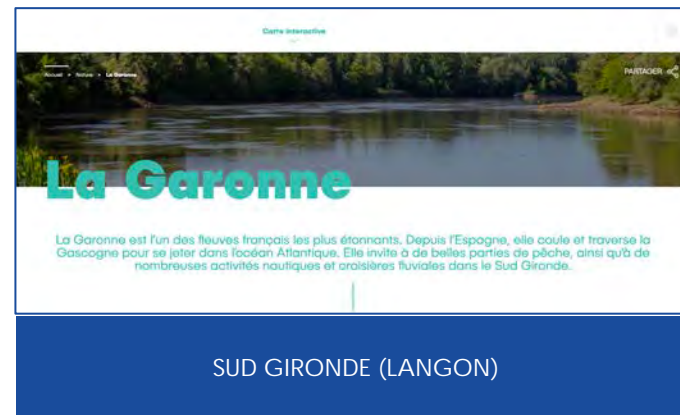 Carte interactive
Accueil > Nature > La Garonne
PARTAGER
La Garonne
La Garonne est l'un des fleuves français les plus étonnants. Depuis l'Espagne, elle coule et traverse la
Gascogne pour se jeter dans l'océan Atlantique. Elle invite à de belles parties de pêche, ainsi qu'à de
nombreuses activités nautiques et croisières fluviales dans le Sud Gironde.
SUD GIRONDE (LANGON)